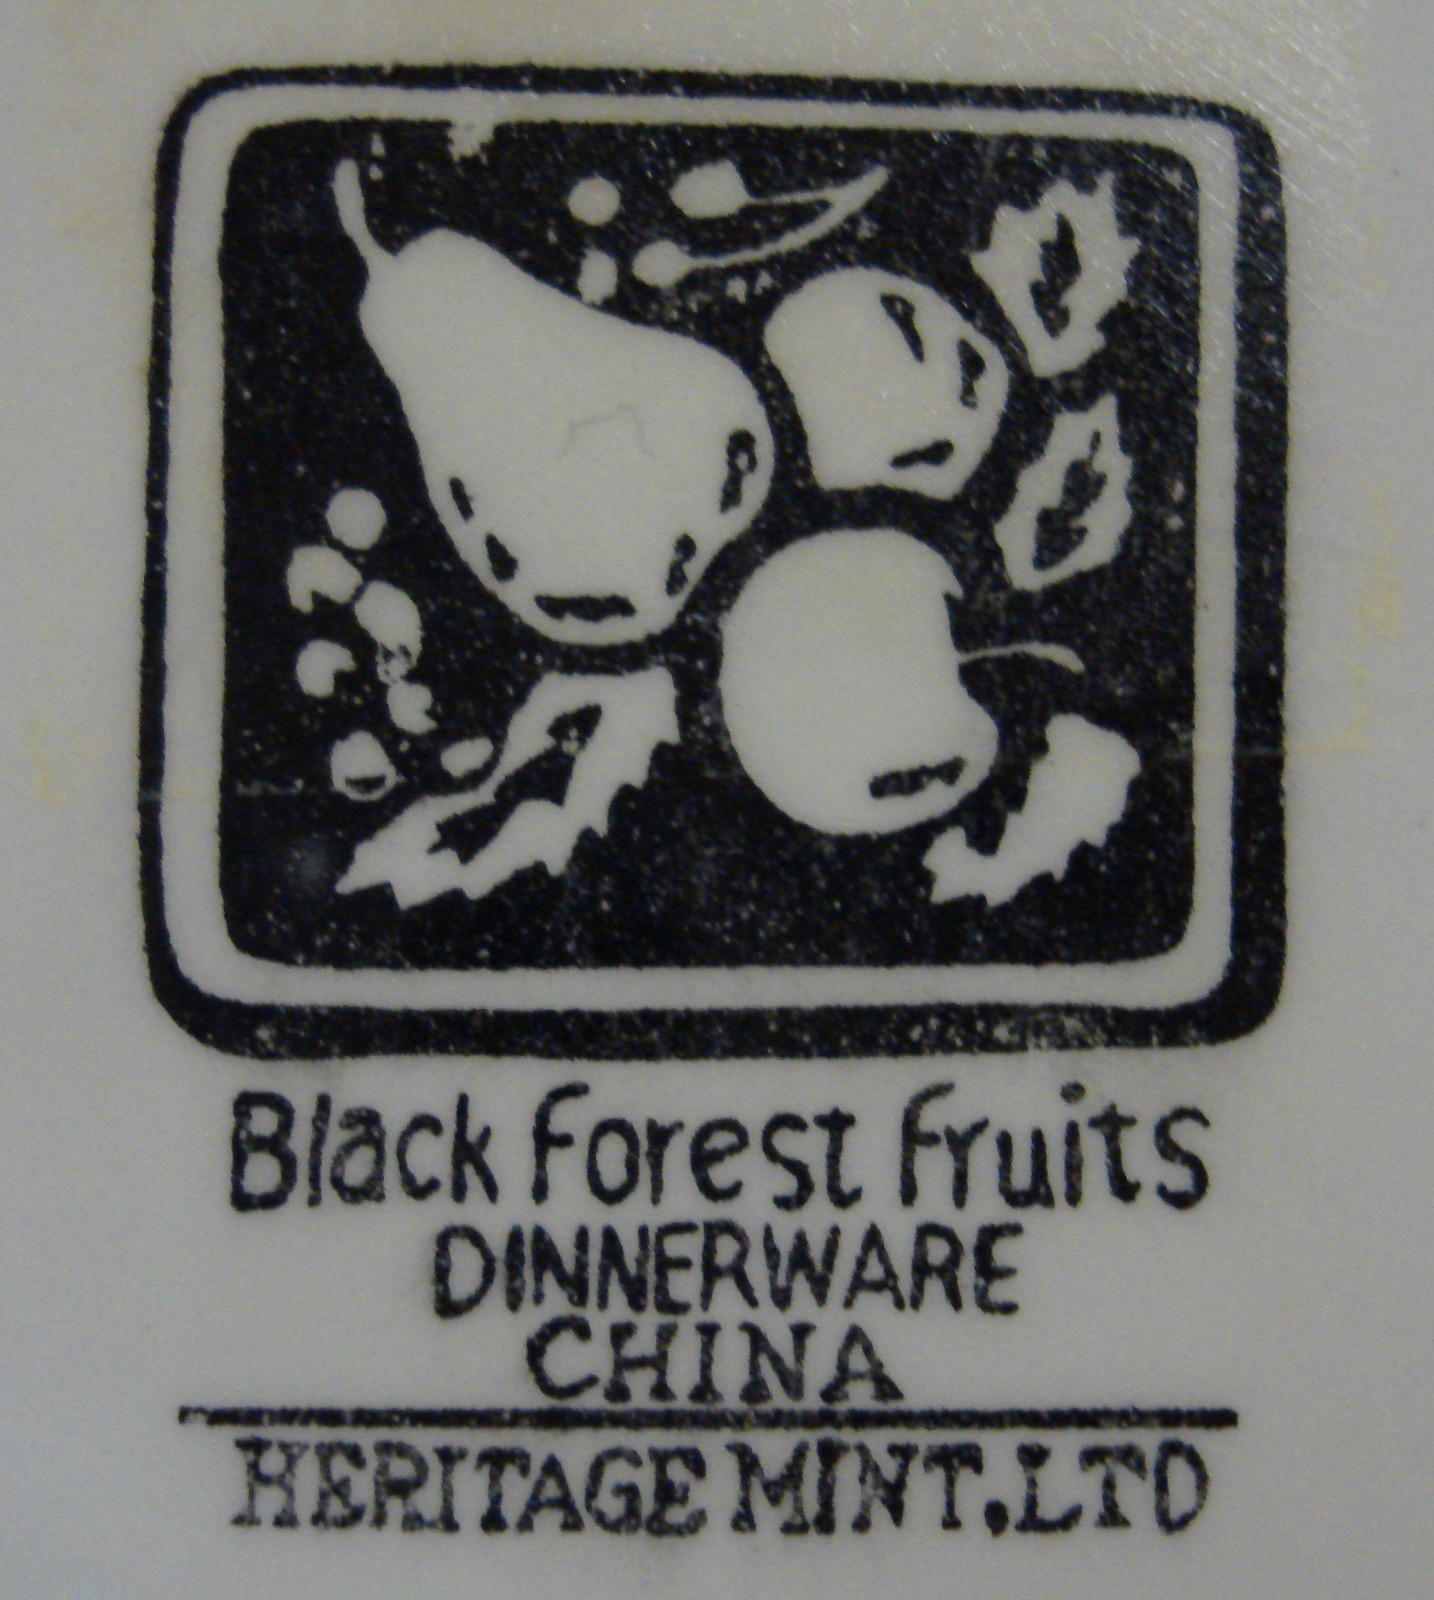 Black Forest Fruits
DINNERWARE
CHINA
HERITAGE MINT, LTD